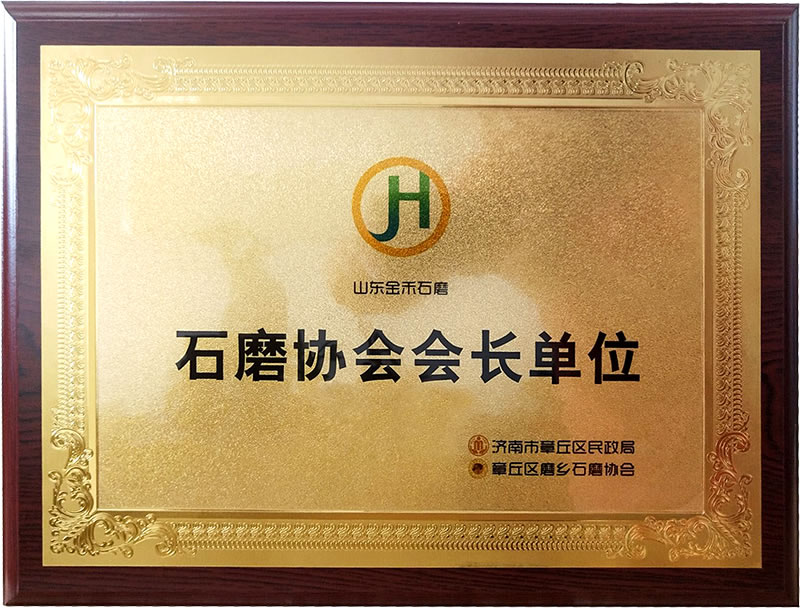 JH
山东金禾石磨
石磨协会会长单位
济南市章丘区民政局
章丘区磨乡石磨协会